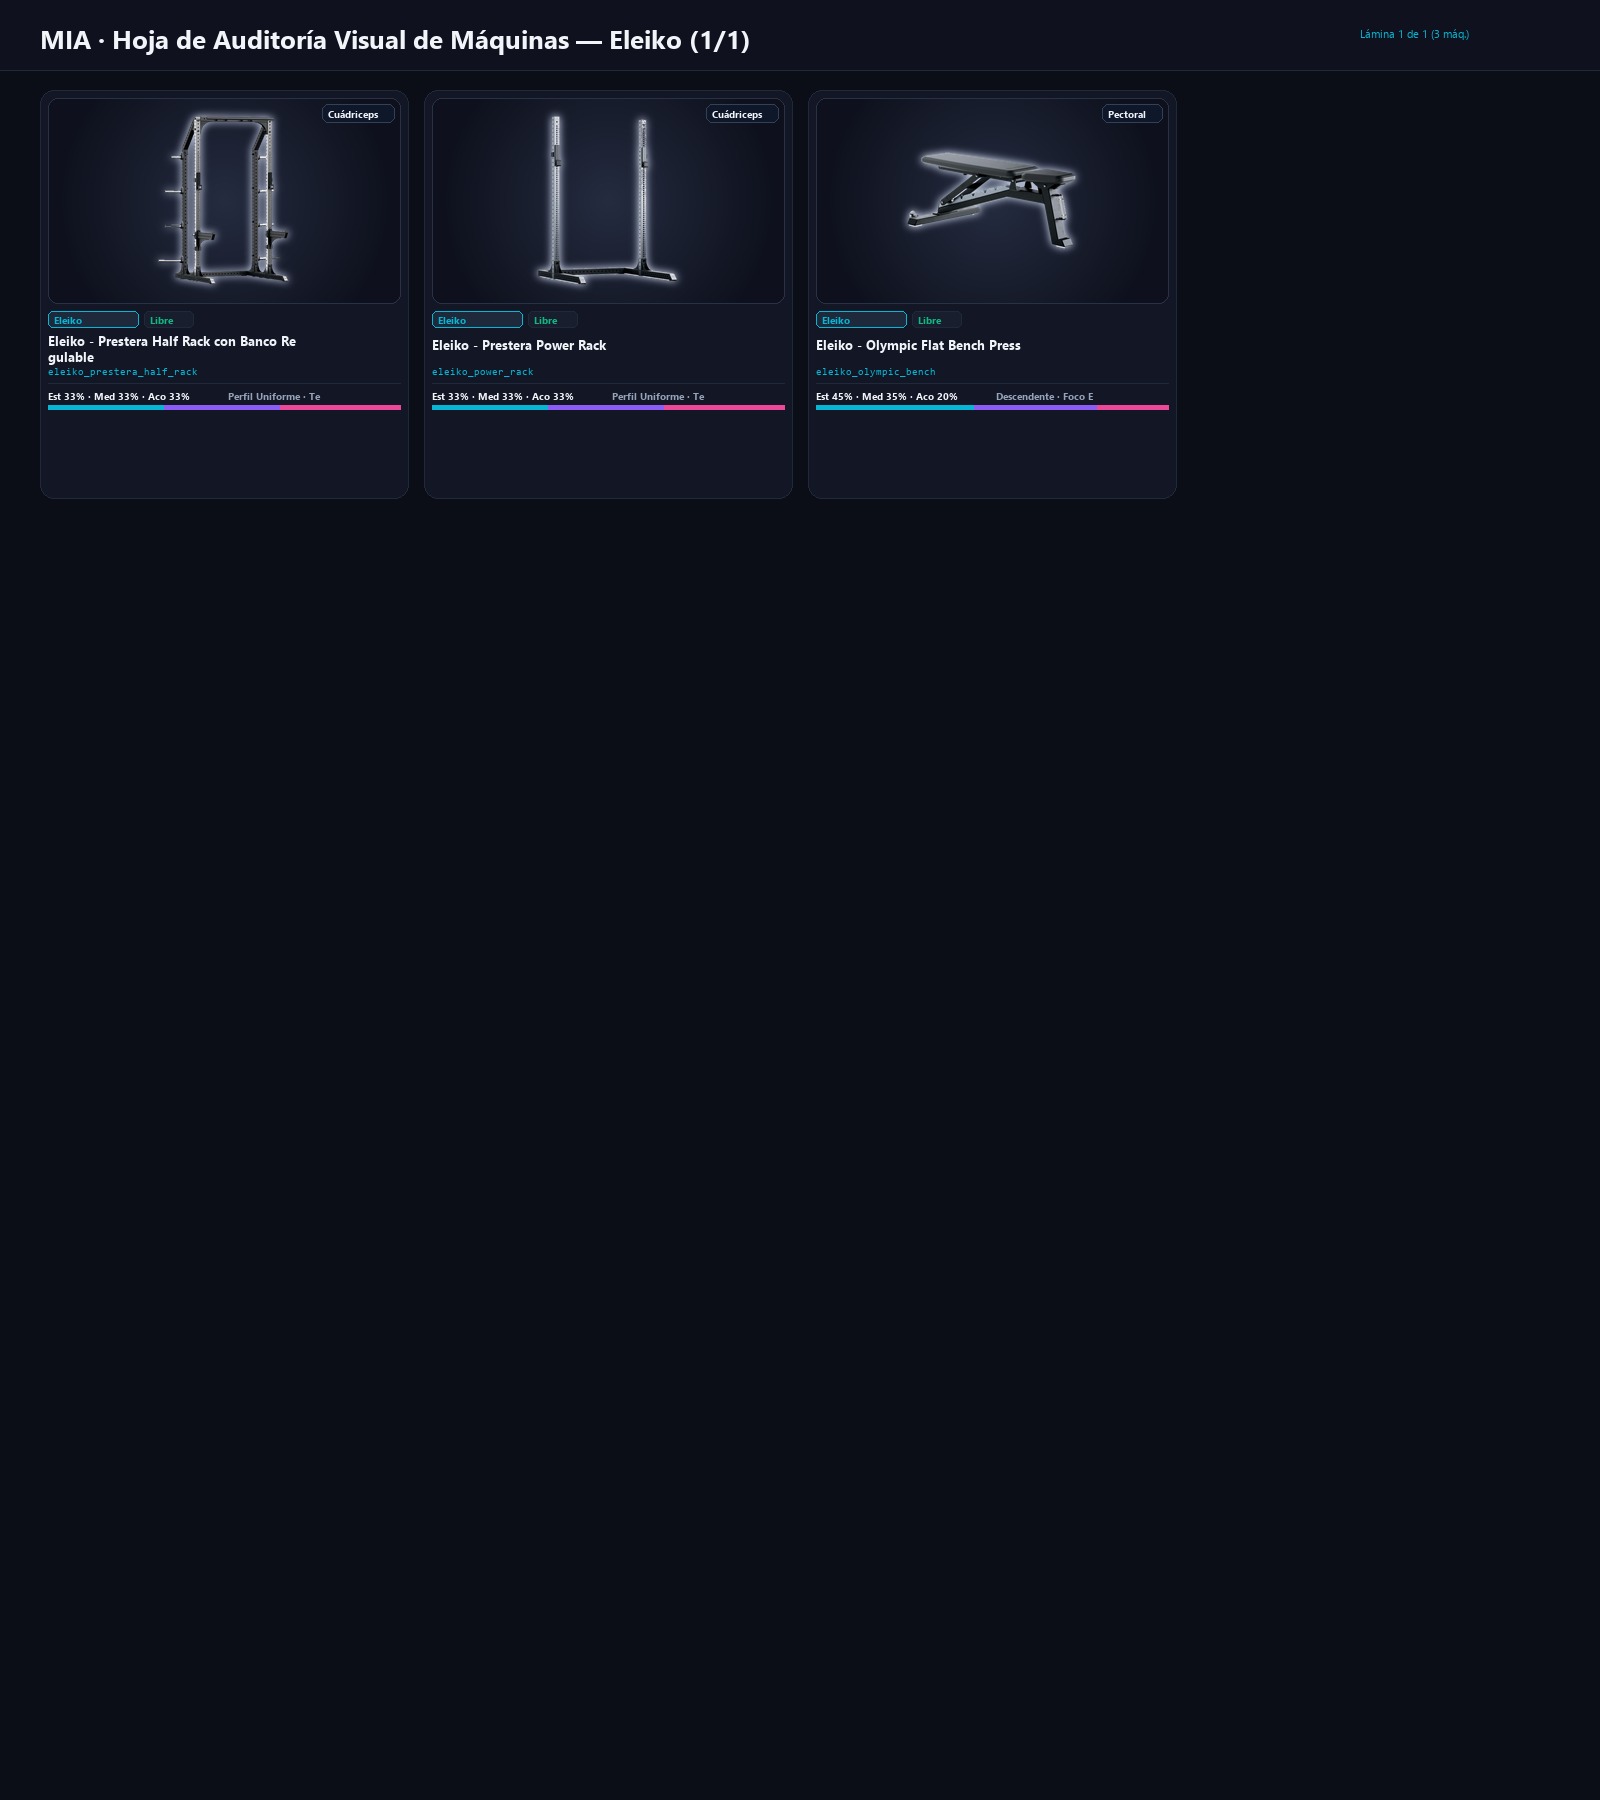 MIA · Hoja de Auditoría Visual de Máquinas — Eleiko (1/1)
Lámina 1 de 1 (3 máq.)
Cuádriceps
Eleiko
Libre
Eleiko - Prestera Half Rack con Banco Re
gulable
eleiko_prestera_half_rack
Est 33% · Med 33% · Aco 33%
Perfil Uniforme · Te
Cuádriceps
Eleiko
Libre
Eleiko - Prestera Power Rack
eleiko_power_rack
Est 33% · Med 33% · Aco 33%
Perfil Uniforme · Te
Pectoral
Eleiko
Libre
Eleiko - Olympic Flat Bench Press
eleiko_olympic_bench
Est 45% · Med 35% · Aco 20%
Descendente · Foco E